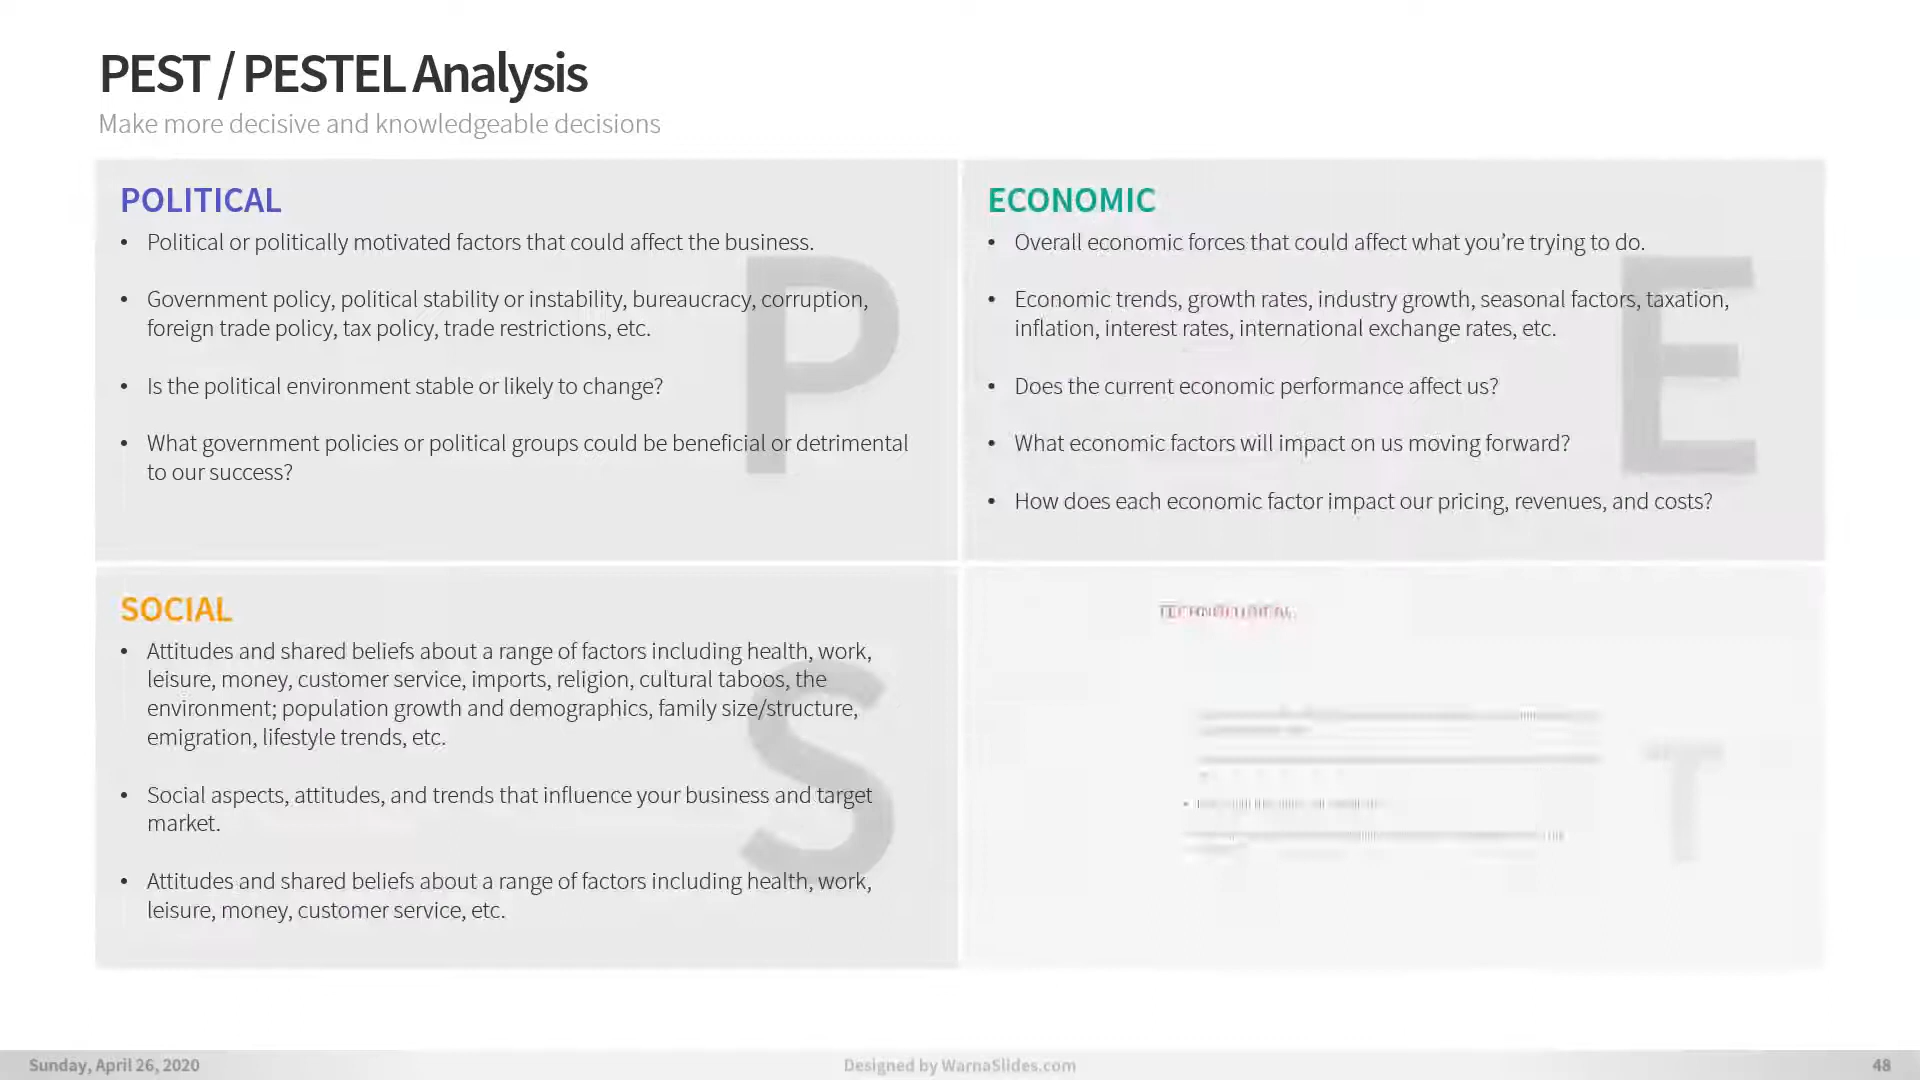 PEST / PESTEL Analysis
Make more decisive and knowledgeable decisions
POLITICAL
• Political or politically motivated factors that could affect the business.
• Government policy, political stability or instability, bureaucracy, corruption,
foreign trade policy, tax policy, trade restrictions, etc.
• Is the political environment stable or likely to change?
• What government policies or political groups could be beneficial or detrimental
to our success?
P
ECONOMIC
• Overall economic forces that could affect what you’re trying to do.
• Economic trends, growth rates, industry growth, seasonal factors, taxation,
inflation, interest rates, international exchange rates, etc.
• Does the current economic performance affect us?
• What economic factors will impact on us moving forward?
• How does each economic factor impact our pricing, revenues, and costs?
E
SOCIAL
• Attitudes and shared beliefs about a range of factors including health, work,
leisure, money, customer service, imports, religion, cultural taboos, the
environment; population growth and demographics, family size/structure,
emigration, lifestyle trends, etc.
• Social aspects, attitudes, and trends that influence your business and target
market.
• Attitudes and shared beliefs about a range of factors including health, work,
leisure, money, customer service, etc.
S
TECHNOLOGICAL
T
Sunday, April 26, 2020
Designed by WarnaSlides.com
48